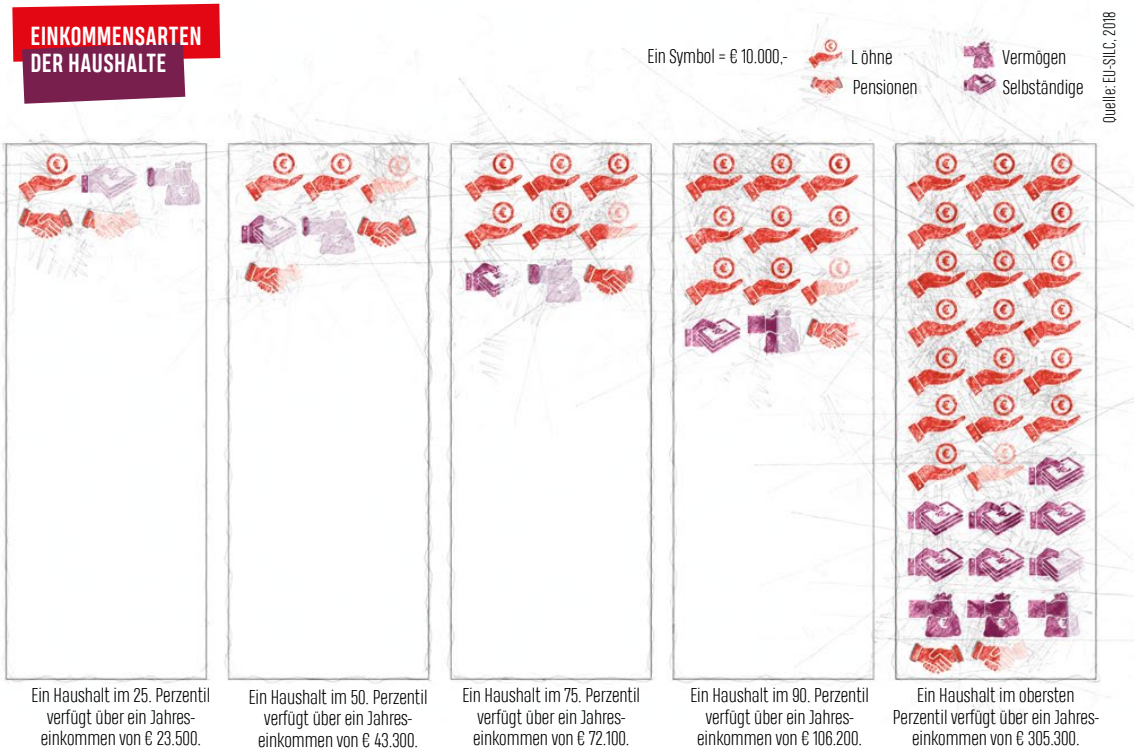 EINKOMMENSARTEN
DER HAUSHALTE
Ein Symbol = € 10.000,-
Löhne
Vermögen
Pensionen
Selbständige
Quelle: EU-SILC, 2018
Ein Haushalt im 25. Perzentil
verfügt über ein Jahres-
einkommen von € 23.500.
Ein Haushalt im 50. Perzentil
verfügt über ein Jahres-
einkommen von € 43.300.
Ein Haushalt im 75. Perzentil
verfügt über ein Jahres-
einkommen von € 72.100.
Ein Haushalt im 90. Perzentil
verfügt über ein Jahres-
einkommen von € 106.200.
Ein Haushalt im obersten
Perzentil verfügt über ein Jahres-
einkommen von € 305.300.